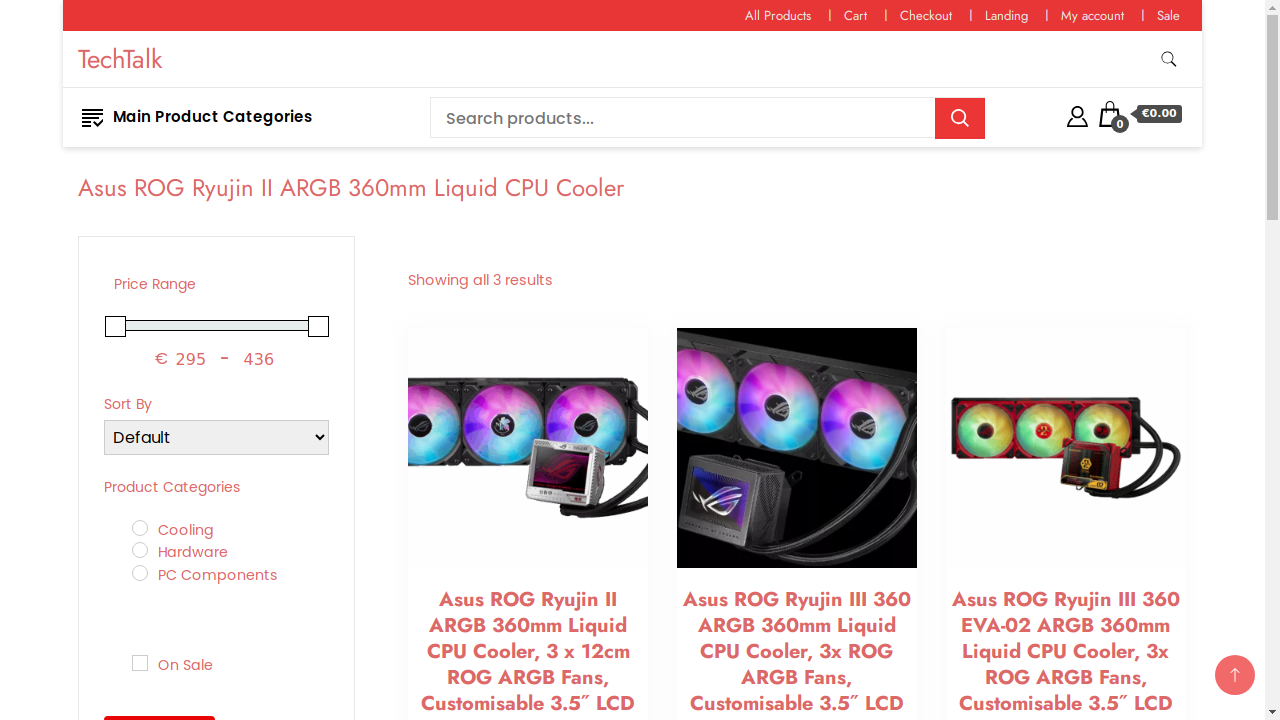 All Products | Cart | Checkout | Landing | My account | Sale
TechTalk
Main Product Categories
Search products...
0
€0.00
Asus ROG Ryujin II ARGB 360mm Liquid CPU Cooler
Price Range
€ 295 - 436
Sort By
Default
Product Categories
Cooling
Hardware
PC Components
On Sale
Showing all 3 results
Asus ROG Ryujin II
ARGB 360mm Liquid
CPU Cooler, 3 x 12cm
ROG ARGB Fans,
Customisable 3.5″ LCD
Asus ROG Ryujin III 360
ARGB 360mm Liquid
CPU Cooler, 3x ROG
ARGB Fans,
Customisable 3.5″ LCD
Asus ROG Ryujin III 360
EVA-02 ARGB 360mm
Liquid CPU Cooler, 3x
ROG ARGB Fans,
Customisable 3.5″ LCD